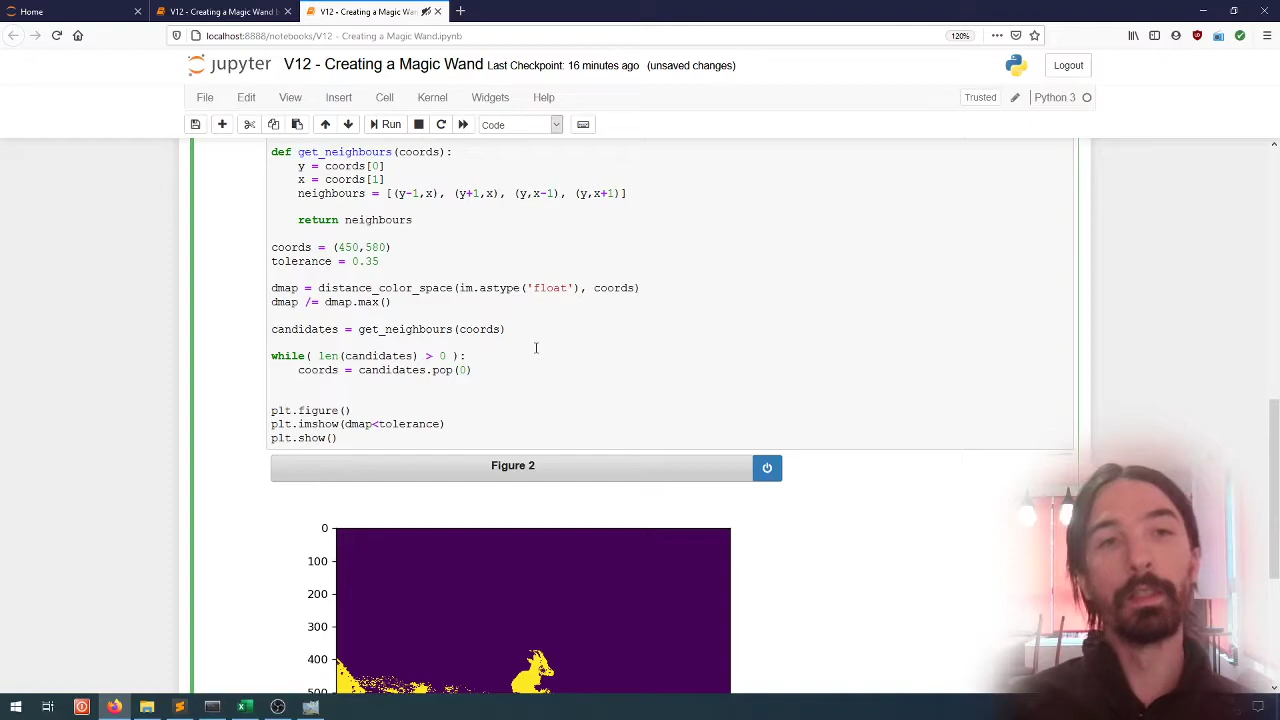 Home
V12 - Creating a Magic Wand b
V12 - Creating a Magic Wan
localhost:8888/notebooks/V12 - Creating a Magic Wand.ipynb
120%
jupyter V12 - Creating a Magic Wand Last Checkpoint: 16 minutes ago (unsaved changes)
Logout
File Edit View Insert Cell Kernel Widgets Help
Trusted
Python 3
Run
Code
def get_neighbours(coords):
    y = coords[0]
    x = coords[1]
    neighbours = [(y-1,x), (y+1,x), (y,x-1), (y,x+1)]
    return neighbours
coords = (450,580)
tolerance = 0.35
dmap = distance_color_space(im.astype('float'), coords)
dmap /= dmap.max()
candidates = get_neighbours(coords)
while( len(candidates) > 0 ):
    coords = candidates.pop(0)
plt.figure()
plt.imshow(dmap<tolerance)
plt.show()
Figure 2
0
100
200
300
400
500